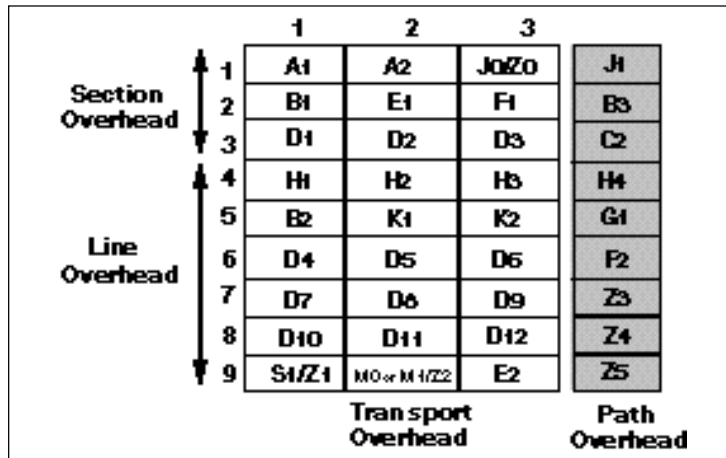 1 2 3
Section Overhead
1 A1 A2 J0/Z0 J1
2 B1 E1 F1 B3
3 D1 D2 D3 C2
Line Overhead
4 H1 H2 H3 H4
5 B2 K1 K2 G1
6 D4 D5 D6 F2
7 D7 D8 D9 Z3
8 D10 D11 D12 Z4
9 S1/Z1 M0 or M1/Z2 E2 Z5
Transport Overhead
Path Overhead